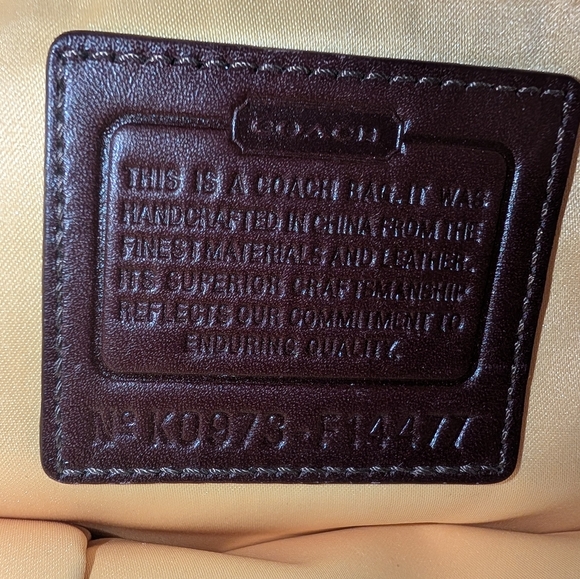 COACH
THIS IS A COACH BAG. IT WAS
HANDCRAFTED IN CHINA FROM THE
FINEST MATERIALS AND LEATHER.
ITS SUPERIOR CRAFTSMANSHIP
REFLECTS OUR COMMITMENT TO
ENDURING QUALITY.
Nº K0973-F14477